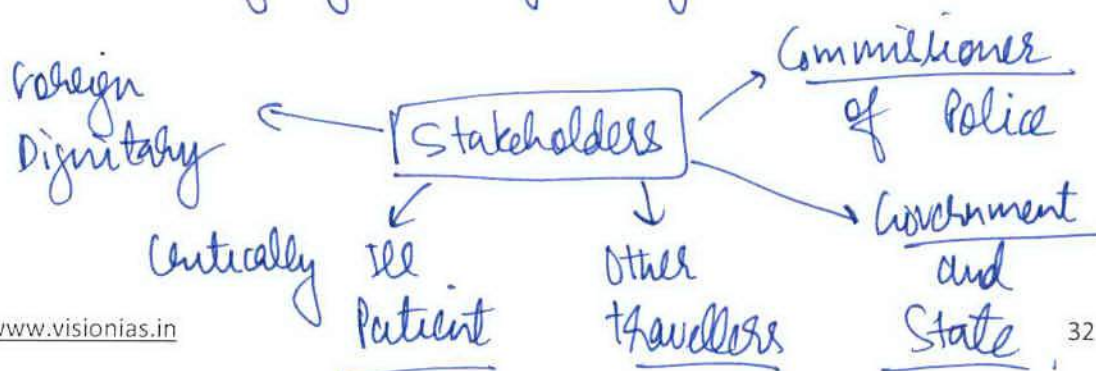 Stakeholders
Foreign
Dignitary
Critically Ill
Patient
Other
travellers
Commissioner
of Police
Government
and
State
www.visionias.in
32